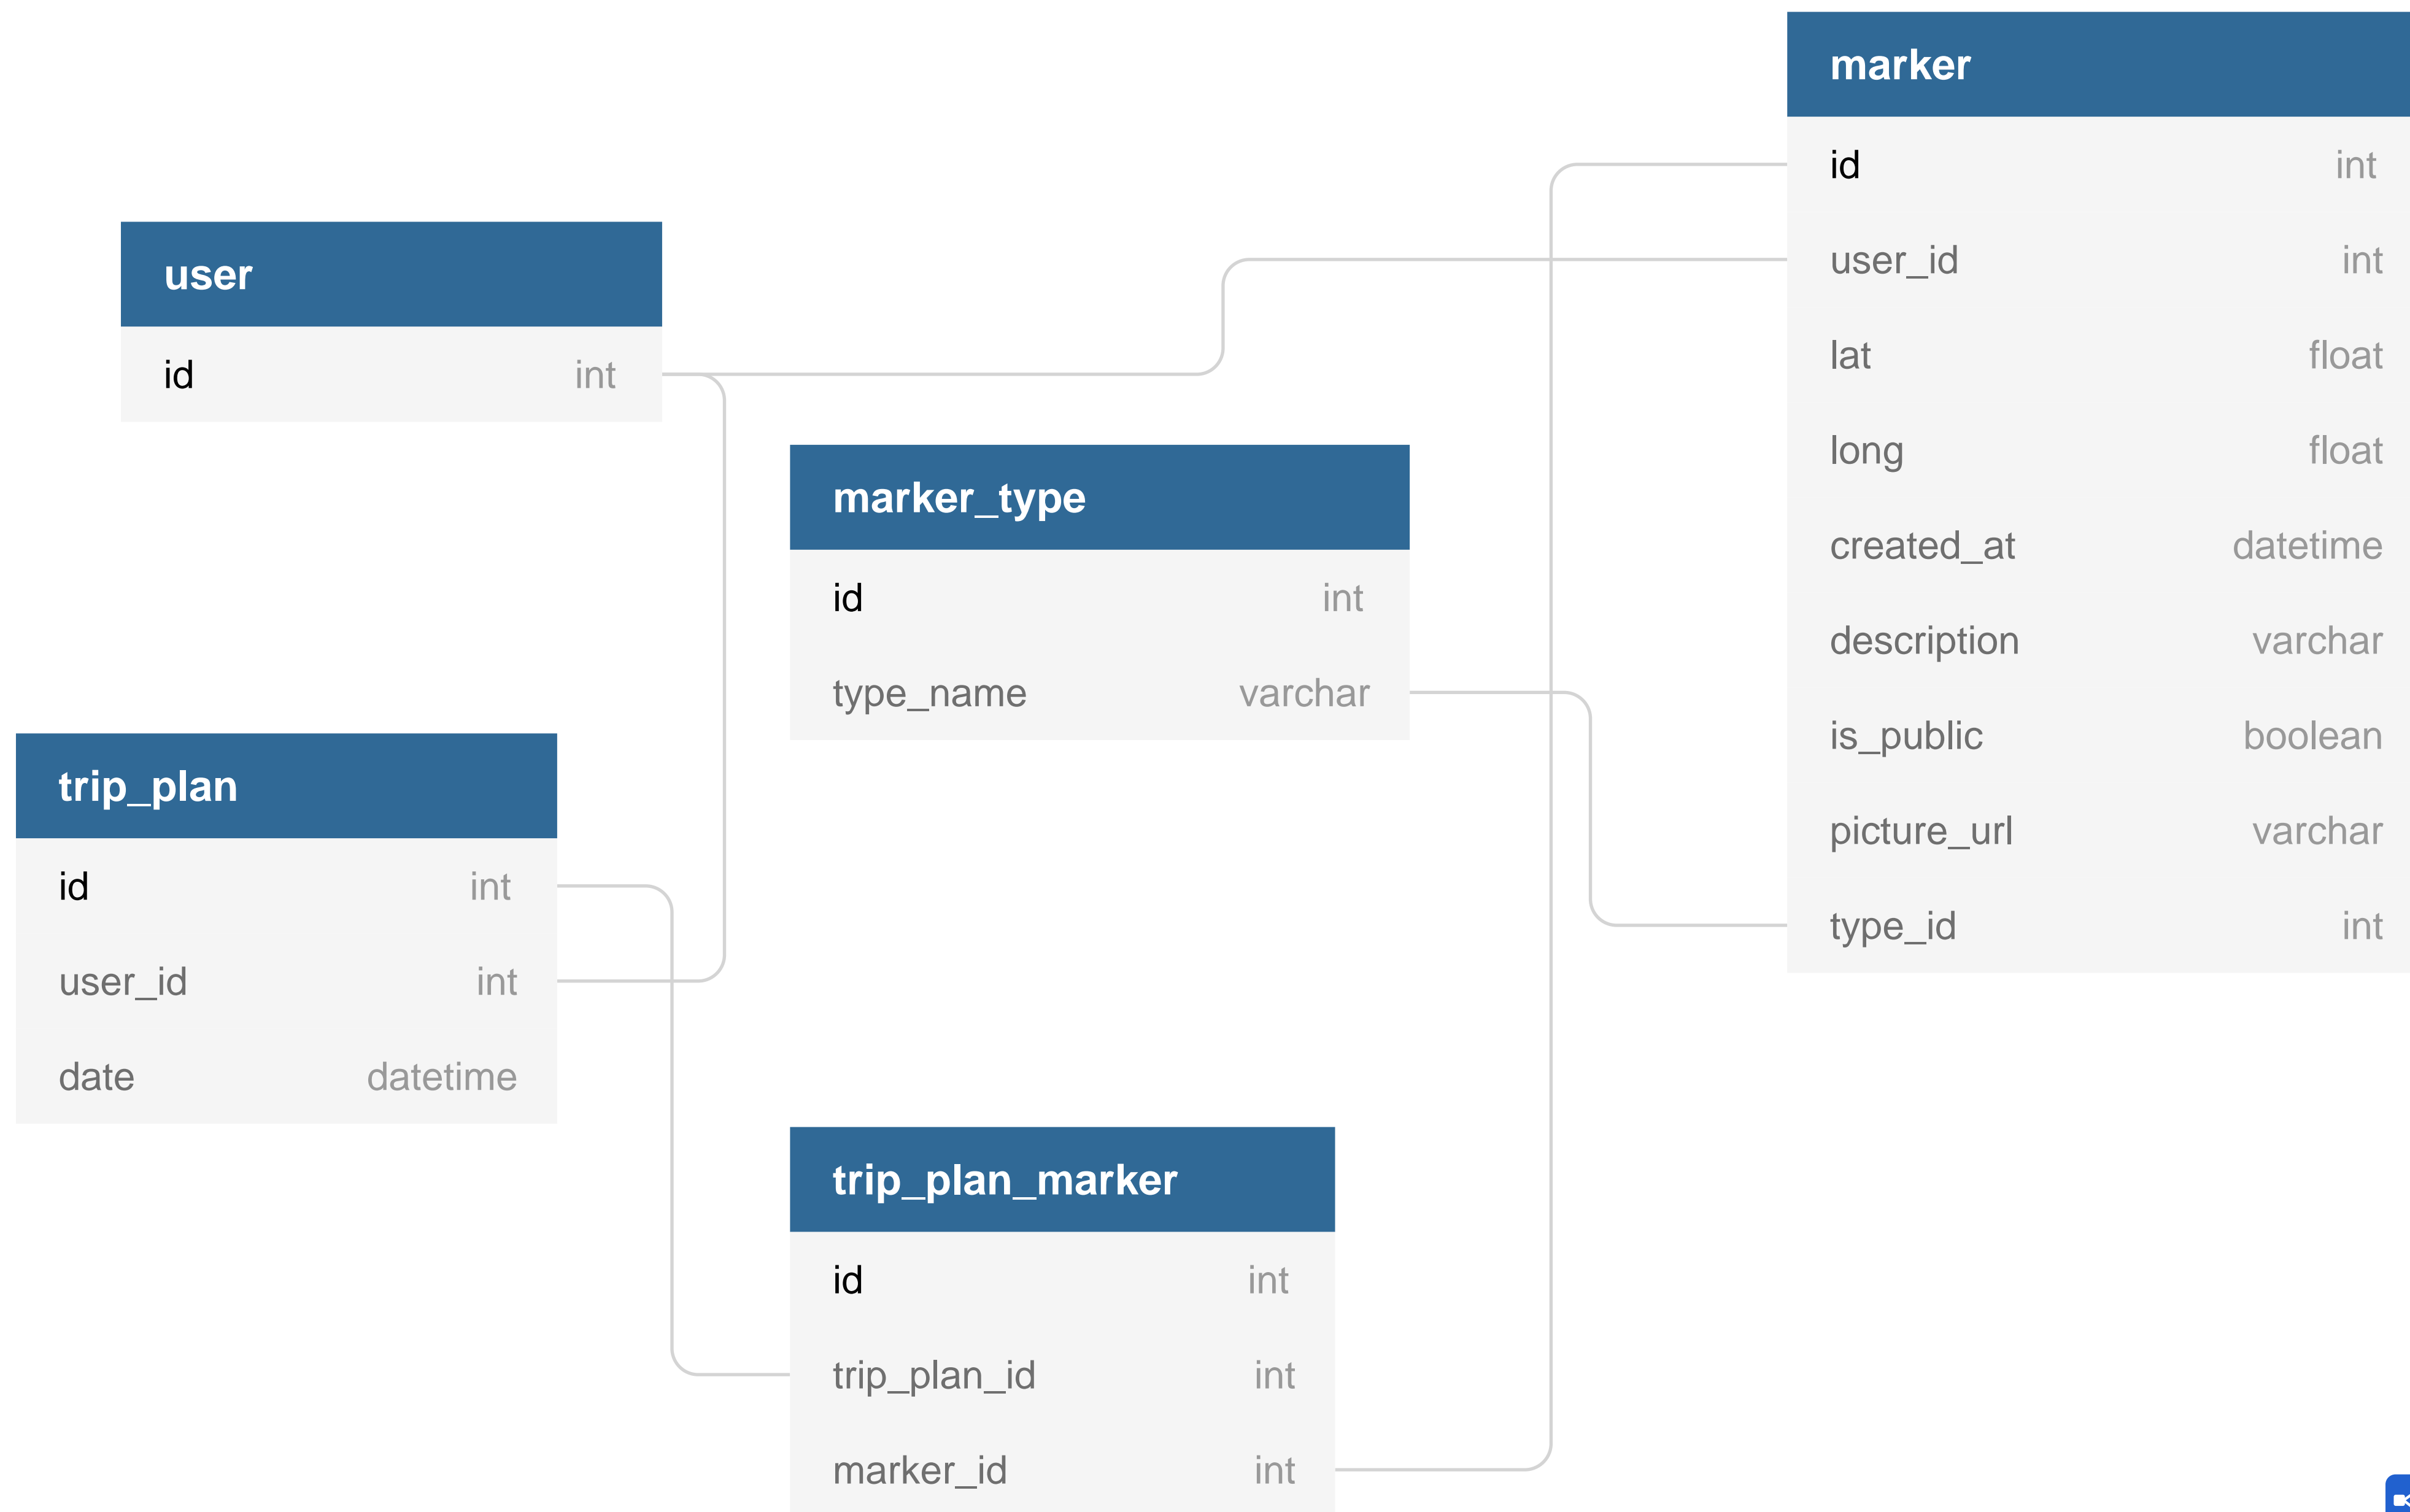 marker
id int
user_id int
lat float
long float
created_at datetime
description varchar
is_public boolean
picture_url varchar
type_id int
user
id int
marker_type
id int
type_name varchar
trip_plan
id int
user_id int
date datetime
trip_plan_marker
id int
trip_plan_id int
marker_id int